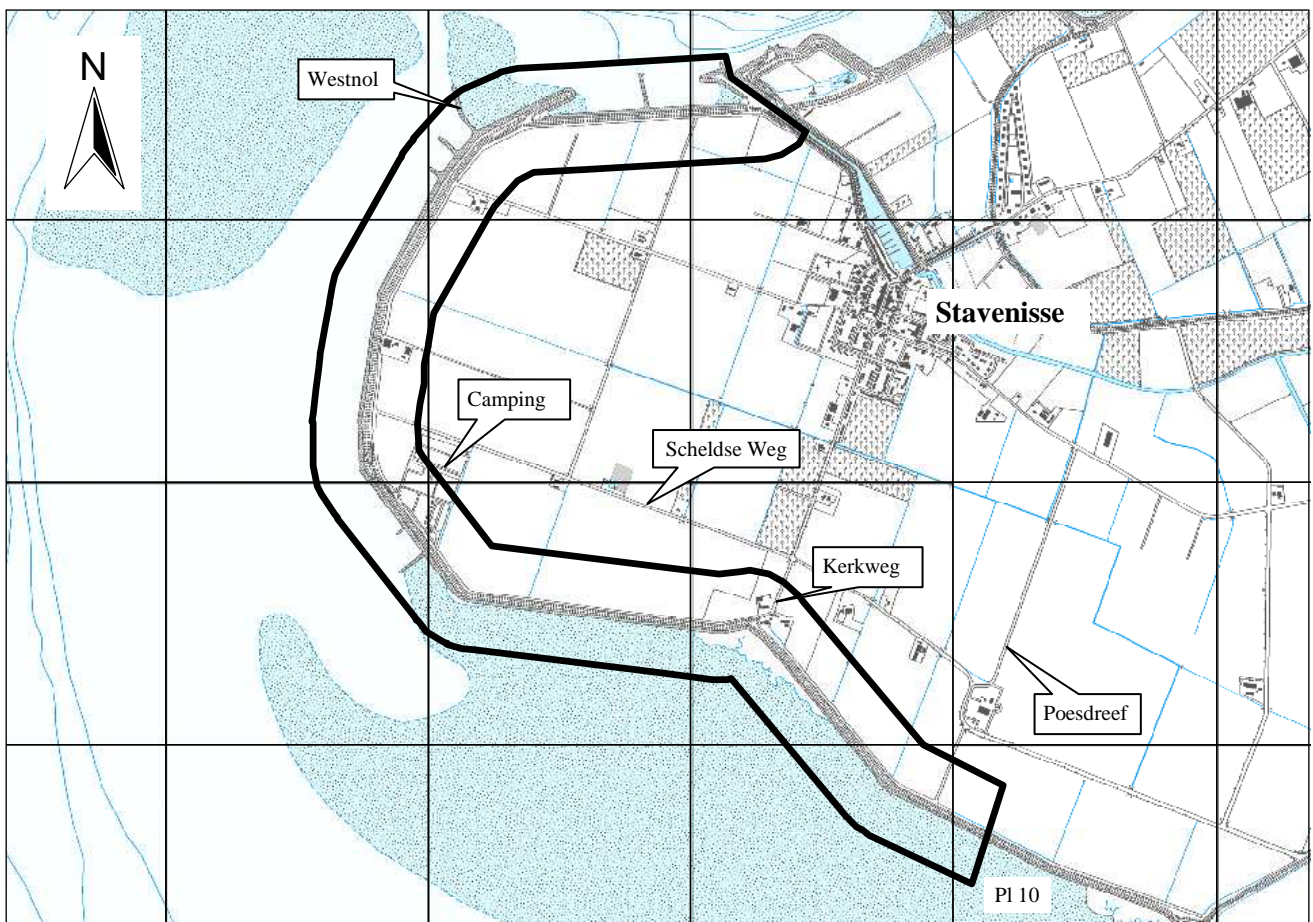 N
Westnol
Stavenisse
Camping
Scheldse Weg
Kerkweg
Poesdreef
Pl 10